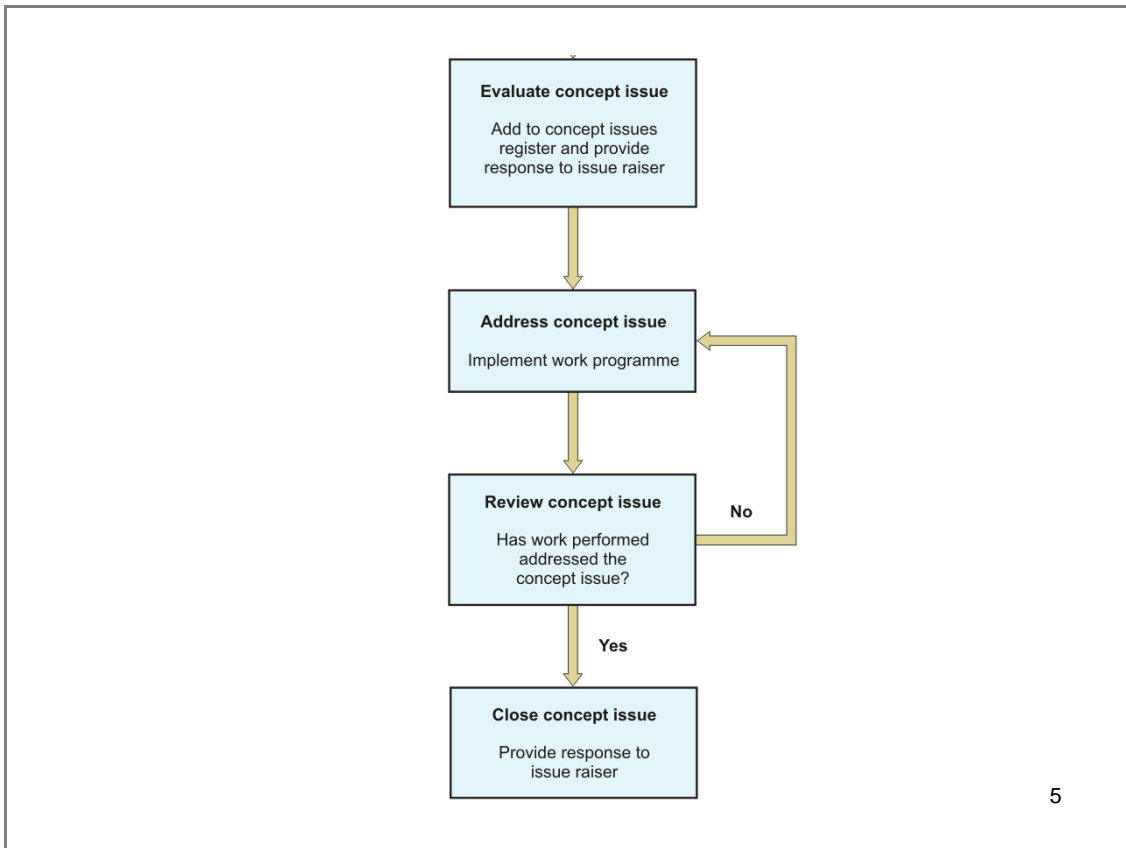 Evaluate concept issue
Add to concept issues
register and provide
response to issue raiser
Address concept issue
Implement work programme
Review concept issue
Has work performed
addressed the
concept issue?
No
Yes
Close concept issue
Provide response to
issue raiser
5